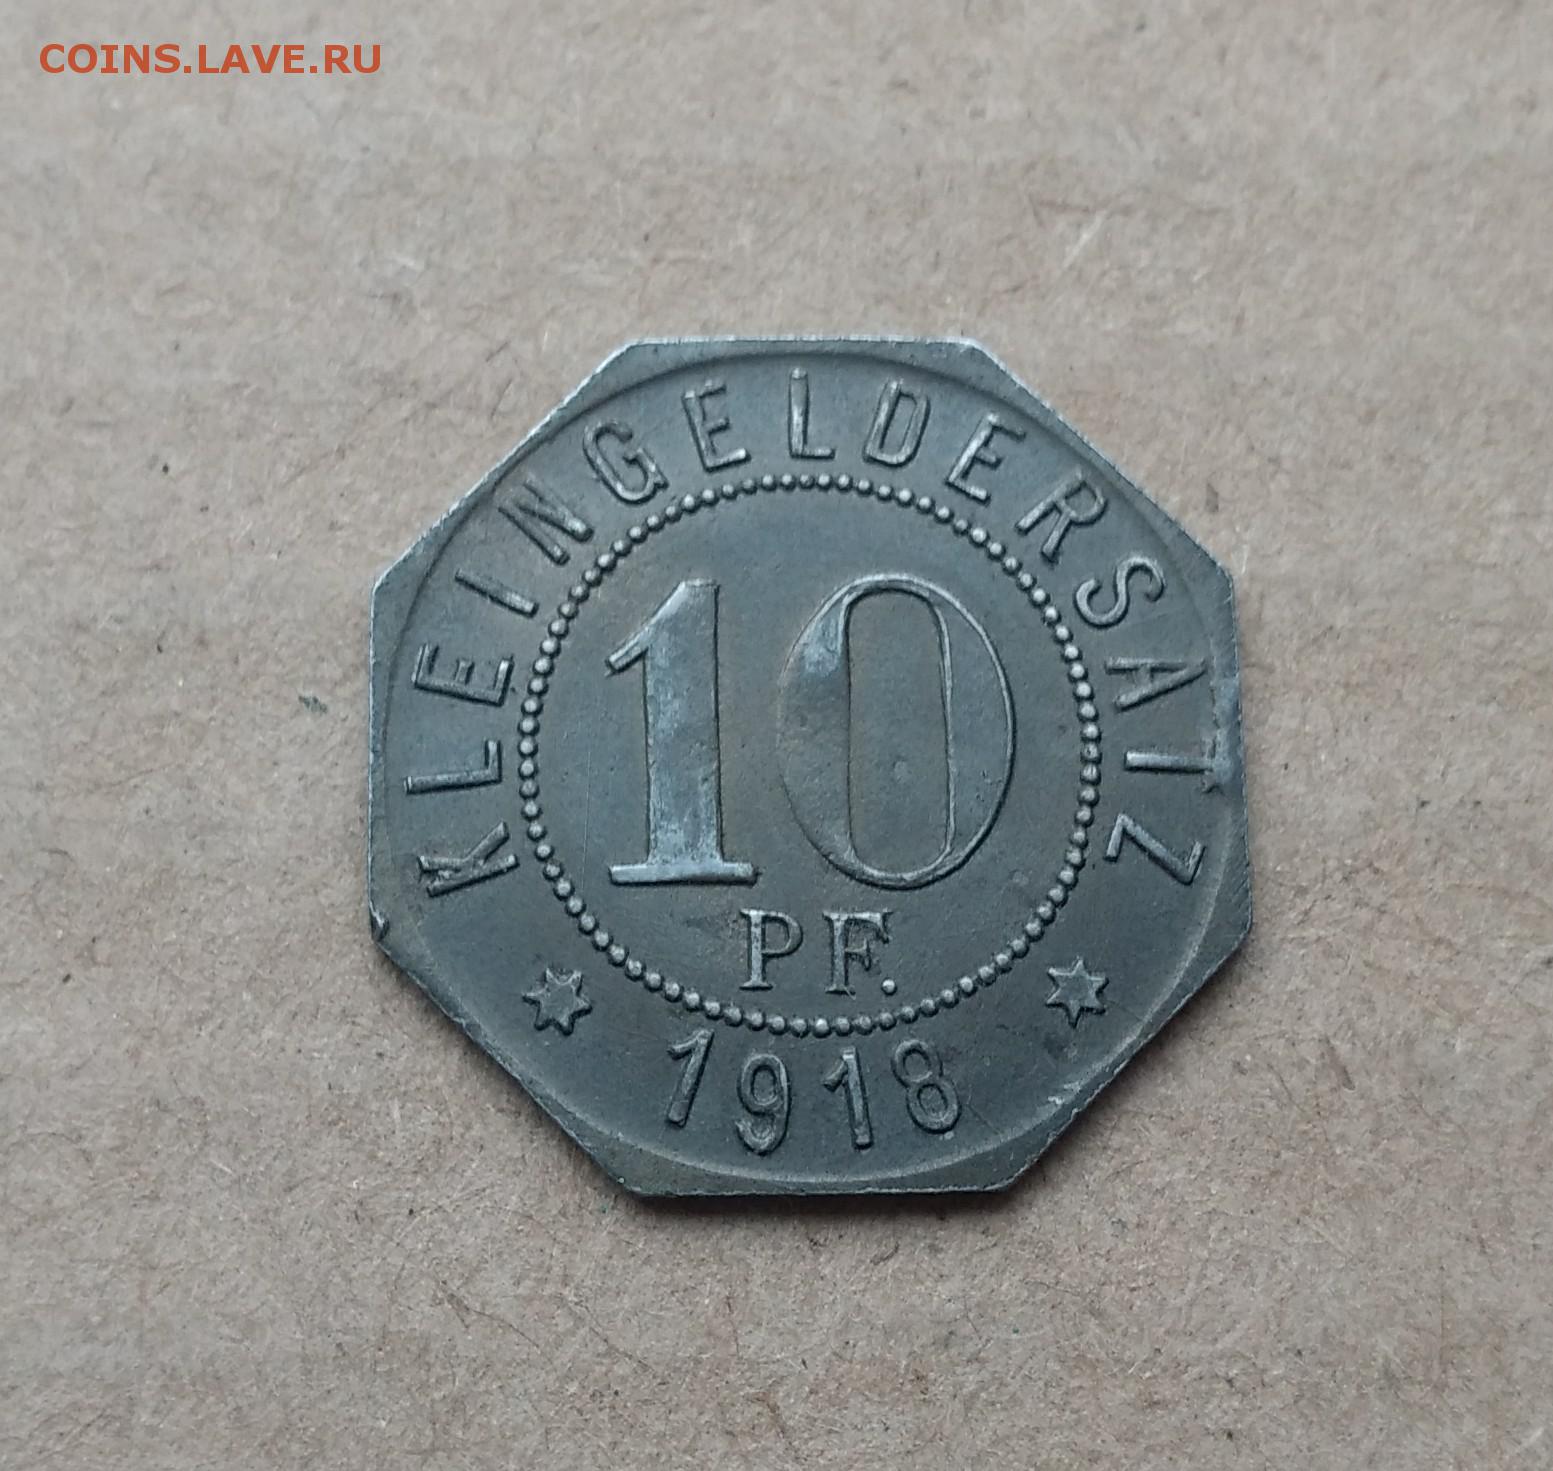 COINS.LAVE.RU
KLEINGELDERSATZ
10
PF.
1918